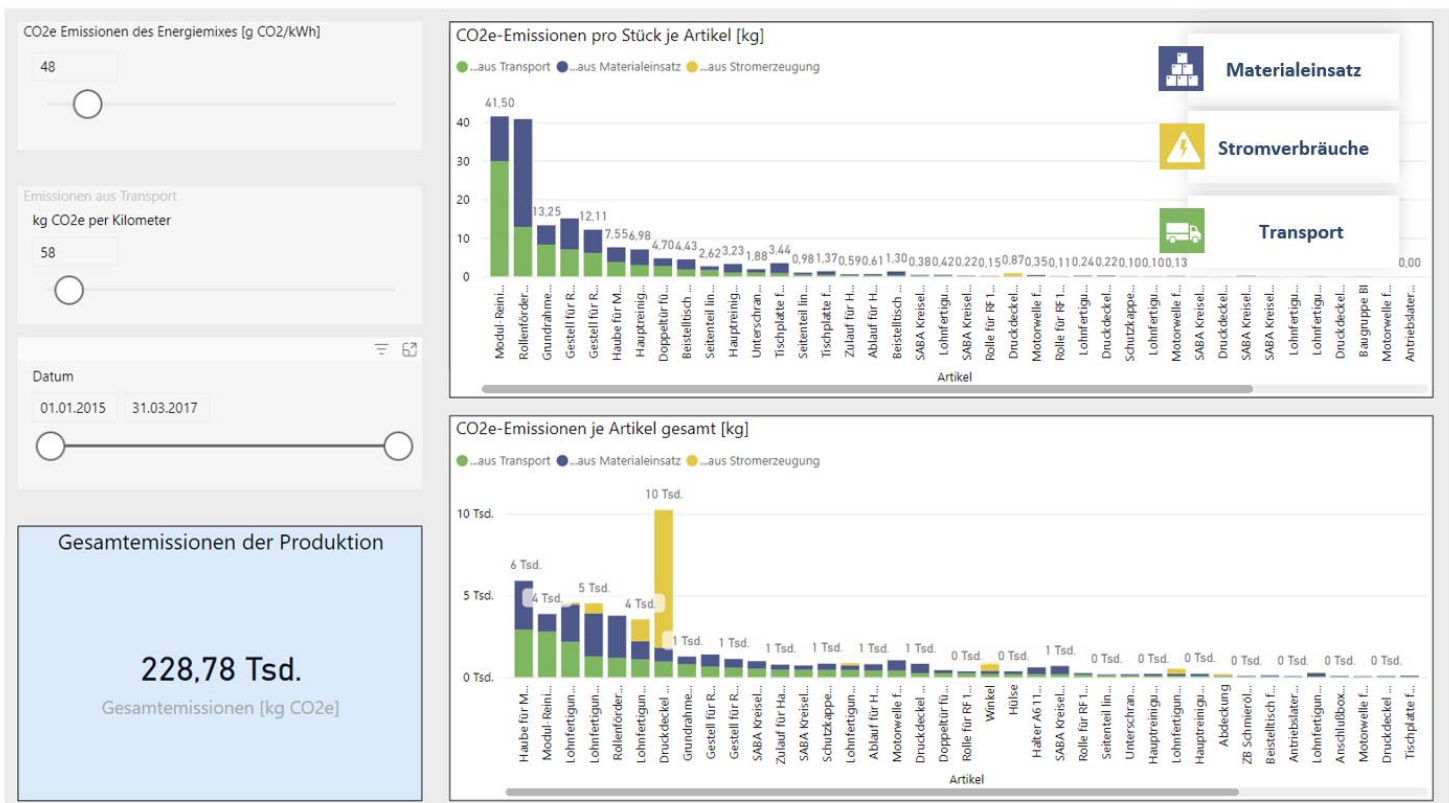 CO2e Emissionen des Energiemixes [g CO2/kWh]
48
Emissionen aus Transport
kg CO2e per Kilometer
58
Datum
01.01.2015 31.03.2017
Gesamtemissionen der Produktion
228,78 Tsd.
Gesamtemissionen [kg CO2e]
CO2e-Emissionen pro Stück je Artikel [kg]
...aus Transport ...aus Materialeinsatz ...aus Stromerzeugung
Materialeinsatz
Stromverbräuche
Transport
41,50
40
30
20
10
0
13,25 12,11 7,55 6,98 4,70 4,43 2,62 3,23 1,88 3,44 0,98 1,37 0,59 0,61 1,30 0,38 0,42 0,22 0,15 0,87 0,35 0,11 0,24 0,22 0,10 0,10 0,13 0,00
Modul-Reini...
Rollenförder...
Grundrahme...
Gestell für R...
Gestell für R...
Haube für M...
Hauptreinig...
Doppeltür fü...
Beistelltisch ...
Seitenteil lin...
Hauptreinig...
Unterschran...
Tischplatte f...
Seitenteil lin...
Tischplatte f...
Zulauf für H...
Ablauf für H...
Beistelltisch ...
SABA Kreisel...
Lohnfertigu...
SABA Kreisel...
Rolle für RF1...
Druckdeckel...
Motorwelle f...
Rolle für RF1...
Lohnfertigu...
Druckdeckel...
Schutzkappe...
Lohnfertigu...
Motorwelle f...
SABA Kreisel...
Druckdeckel...
SABA Kreisel...
SABA Kreisel...
Lohnfertigu...
Lohnfertigu...
Druckdeckel...
Baugruppe BI
Motorwelle f...
Antriebslater...
Artikel
CO2e-Emissionen je Artikel gesamt [kg]
...aus Transport ...aus Materialeinsatz ...aus Stromerzeugung
10 Tsd.
5 Tsd.
0 Tsd.
6 Tsd. 4 Tsd. 5 Tsd. 4 Tsd. 10 Tsd. 1 Tsd. 1 Tsd. 1 Tsd. 1 Tsd. 1 Tsd. 1 Tsd. 0 Tsd. 0 Tsd. 1 Tsd. 0 Tsd. 0 Tsd. 0 Tsd. 0 Tsd. 0 Tsd. 0 Tsd. 0 Tsd.
Haube für M...
Modul-Reini...
Lohnfertigun...
Lohnfertigun...
Rollenförder...
Lohnfertigun...
Druckdeckel ...
Grundrahme...
Gestell für R...
Gestell für R...
SABA Kreisel...
Zulauf für Ha...
SABA Kreisel...
Schutzkappe...
Lohnfertigun...
Ablauf für H...
Motorwelle f...
Druckdeckel ...
Doppeltür fü...
Rolle für RF1...
Winkel
Hülse
Halter A6 11...
SABA Kreisel...
Rolle für RF1...
Seitenteil lin...
Unterschran...
Hauptreinigu...
Lohnfertigun...
Hauptreinigu...
Abdeckung
ZB Schmieröl...
Beistelltisch f...
Antriebslater...
Lohnfertigun...
Anschlußbox...
Motorwelle f...
Druckdeckel ...
Tischplatte f...
Artikel